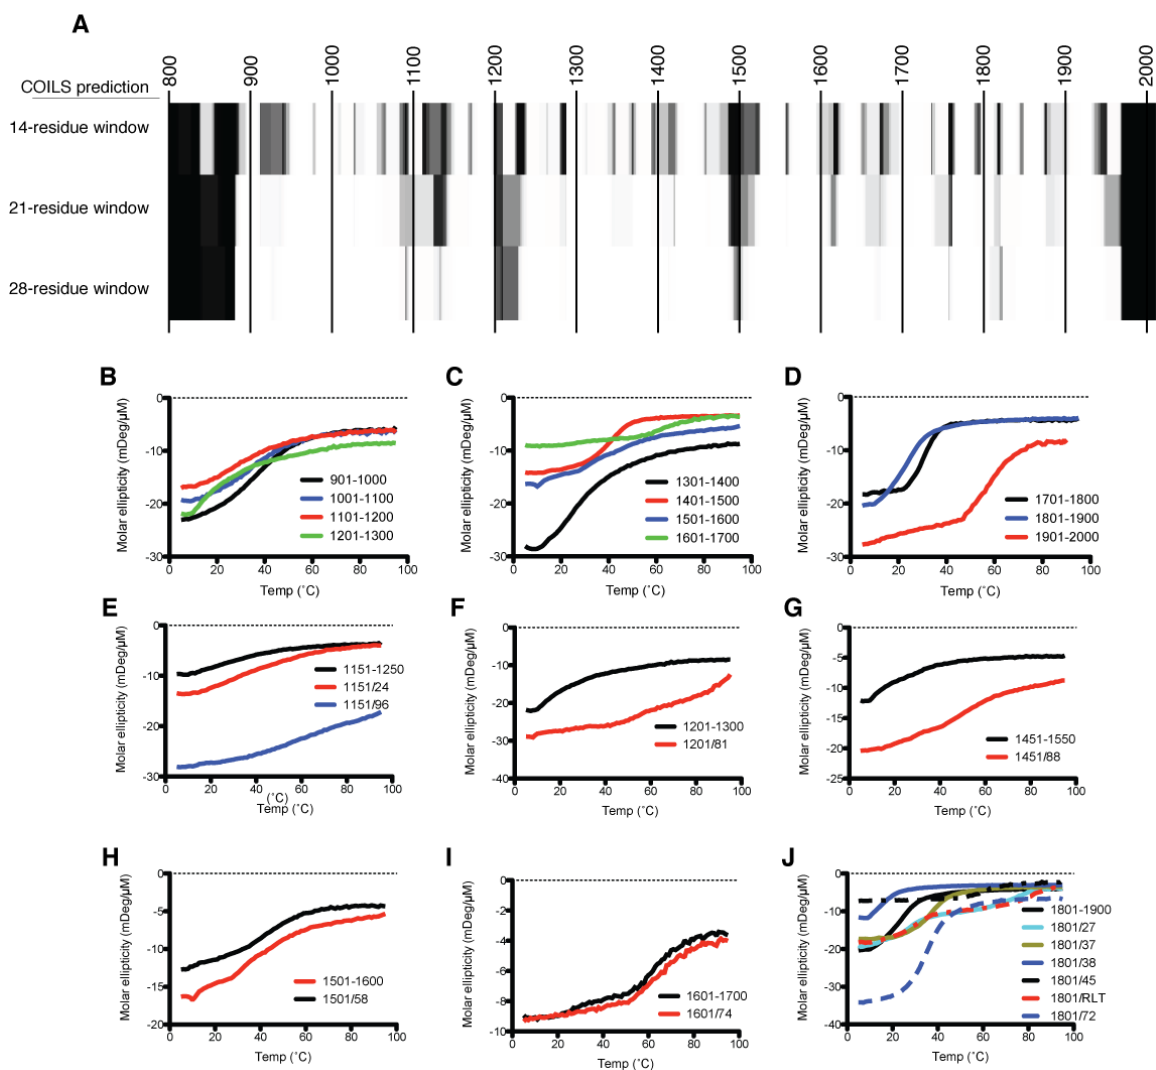 A
800 900 1000 1100 1200 1300 1400 1500 1600 1700 1800 1900 2000
COILS prediction
14-residue window
21-residue window
28-residue window
B
Molar ellipticity (mDeg/µM)
0
-10
-20
-30
0 20 40 60 80 100
Temp (˚C)
901-1000
1001-1100
1101-1200
1201-1300
C
Molar ellipticity (mDeg/µM)
0
-10
-20
-30
0 20 40 60 80 100
Temp (˚C)
1301-1400
1401-1500
1501-1600
1601-1700
D
Molar ellipticity (mDeg/µM)
0
-10
-20
-30
0 20 40 60 80 100
Temp (˚C)
1701-1800
1801-1900
1901-2000
E
Molar ellipticity (mDeg/µM)
0
-10
-20
-30
0 20 40 60 80 100
(˚C)
Temp (˚C)
1151-1250
1151/24
1151/96
F
Molar ellipticity (mDeg/µM)
0
-10
-20
-30
-40
0 20 40 60 80 100
Temp (˚C)
1201-1300
1201/81
G
Molar ellipticity (mDeg/µM)
0
-5
-10
-15
-20
-25
0 20 40 60 80 100
Temp (˚C)
1451-1550
1451/88
H
Molar ellipticity (mDeg/µM)
0
-5
-10
-15
-20
0 20 40 60 80 100
Temp (˚C)
1501-1600
1501/58
I
Molar ellipticity (mDeg/µM)
0
-2
-4
-6
-8
-10
0 20 40 60 80 100
Temp (˚C)
1601-1700
1601/74
J
Molar ellipticity (mDeg/µM)
0
-10
-20
-30
-40
0 20 40 60 80 100
Temp (˚C)
1801-1900
1801/27
1801/37
1801/38
1801/45
1801/RLT
1801/72